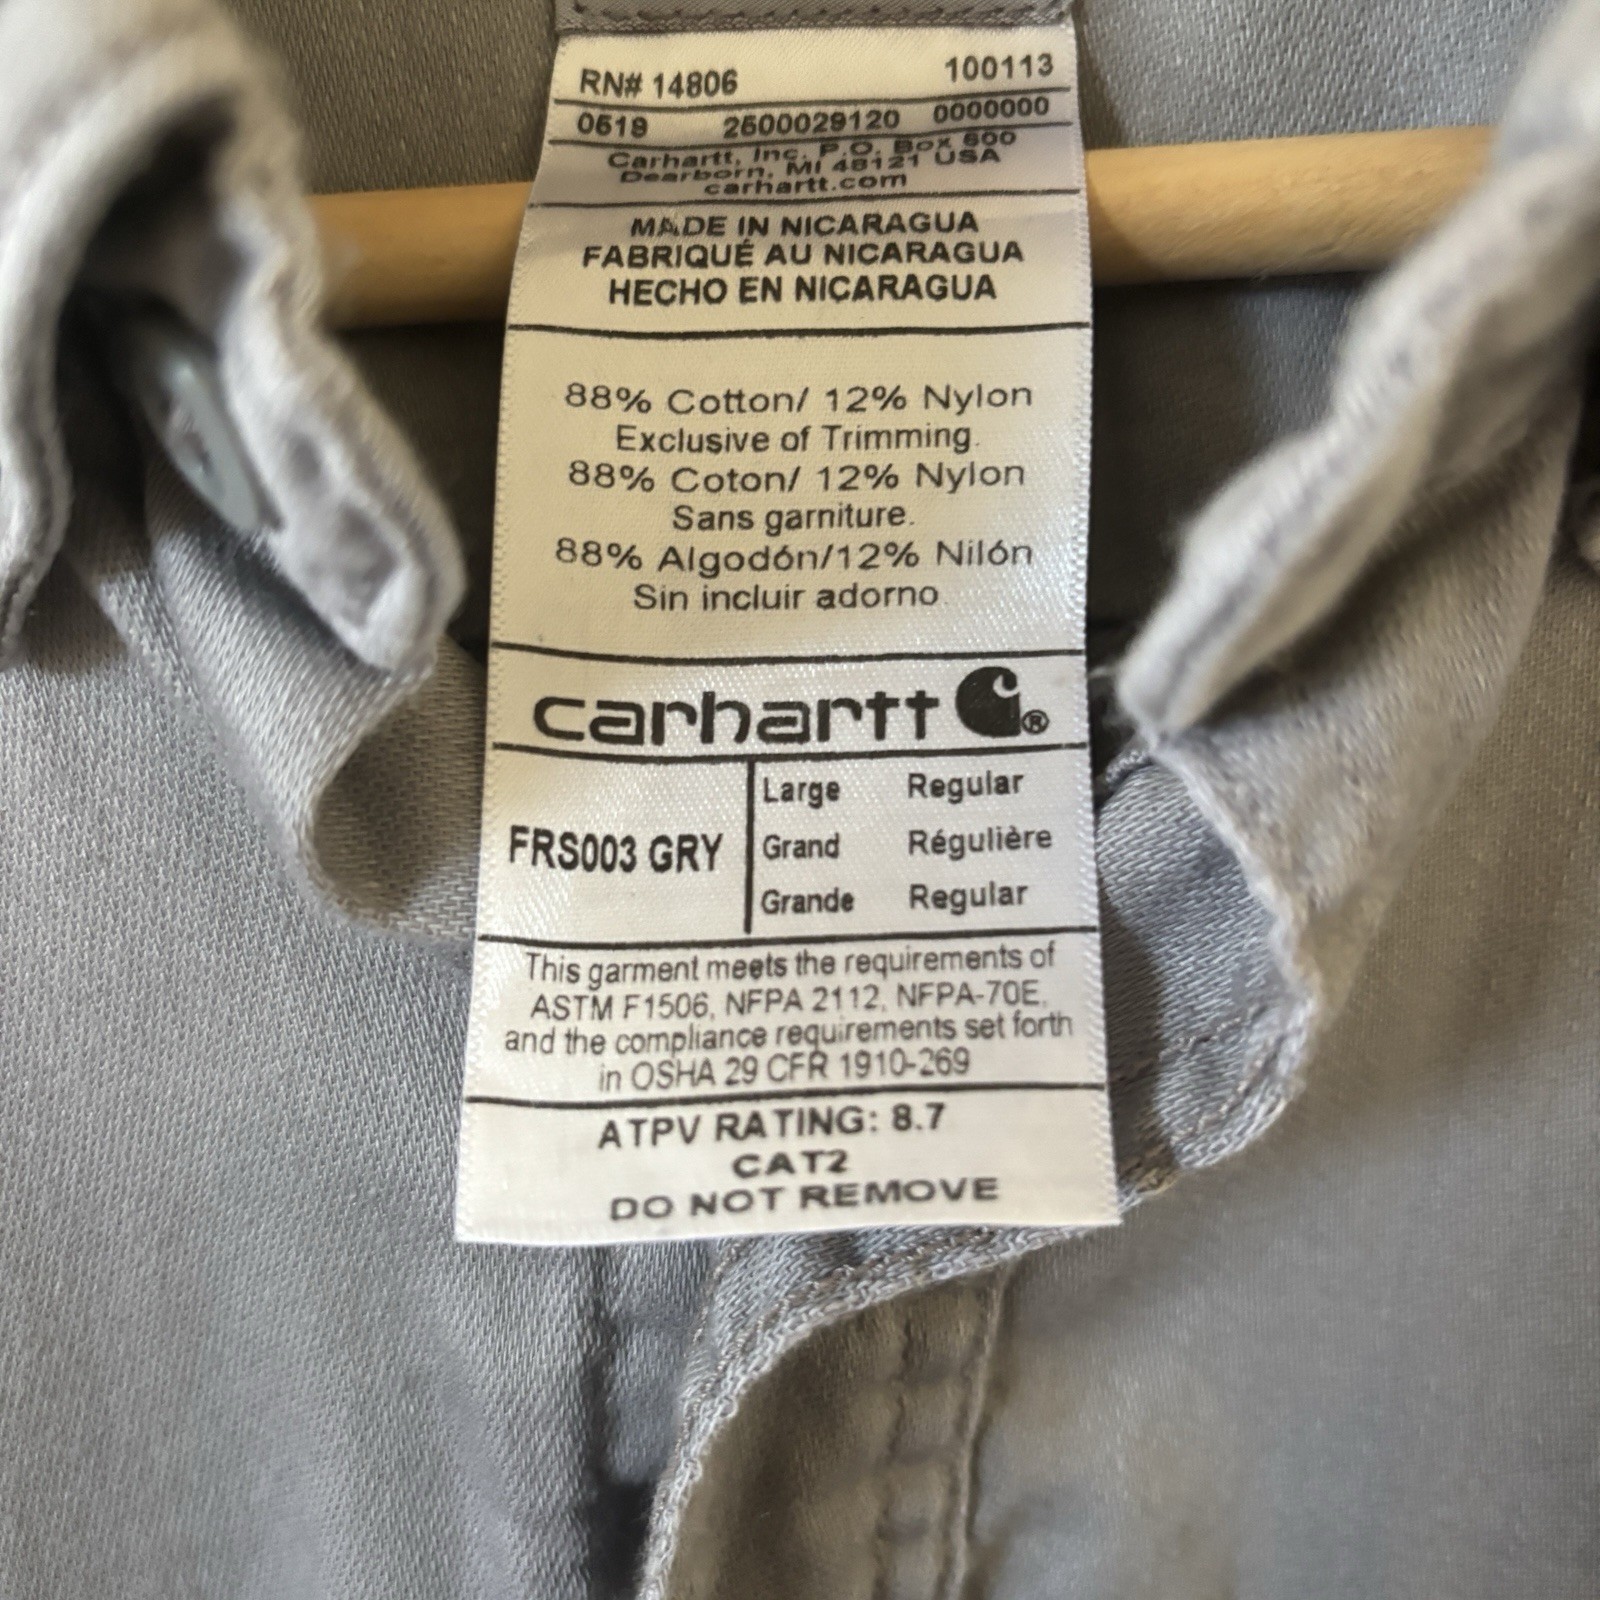 RN# 14806 100113
0519 2600029120 0000000
Carhartt, Inc. P.O. Box 600
Dearborn, MI 48121 USA
carhartt.com
MADE IN NICARAGUA
FABRIQUÉ AU NICARAGUA
HECHO EN NICARAGUA
88% Cotton/ 12% Nylon
Exclusive of Trimming.
88% Coton/ 12% Nylon
Sans garniture.
88% Algodón/12% Nilón
Sin incluir adorno.
carhartt ®
FRS003 GRY
Large Regular
Grand Régulière
Grande Regular
This garment meets the requirements of
ASTM F1506, NFPA 2112, NFPA-70E,
and the compliance requirements set forth
in OSHA 29 CFR 1910-269
ATPV RATING: 8.7
CAT2
DO NOT REMOVE